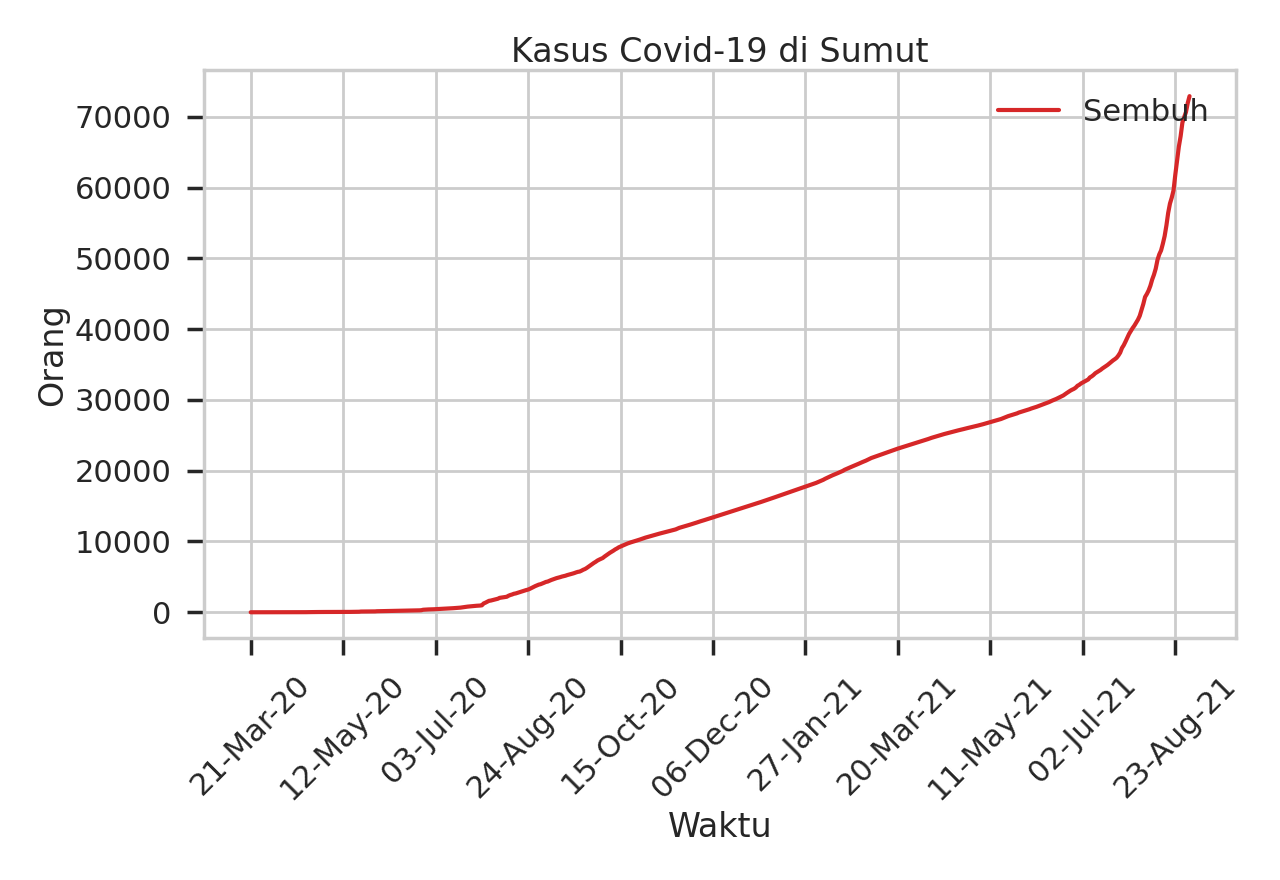 Kasus Covid-19 di Sumut
Sembuh
Orang
70000
60000
50000
40000
30000
20000
10000
0
21-Mar-20
12-May-20
03-Jul-20
24-Aug-20
15-Oct-20
06-Dec-20
27-Jan-21
20-Mar-21
11-May-21
02-Jul-21
23-Aug-21
Waktu